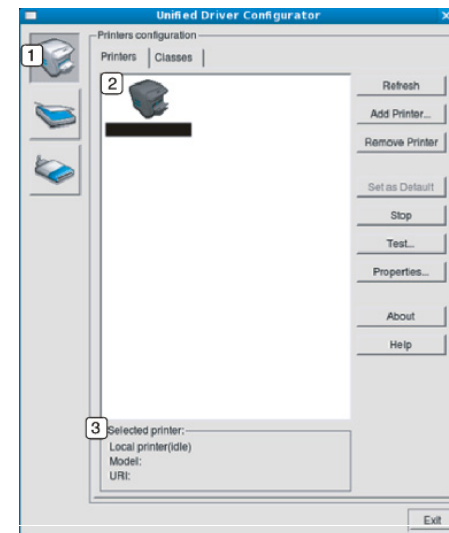 Unified Driver Configurator
1
Printers configuration
Printers
Classes
2
Refresh
Add Printer...
Remove Printer
Set as Default
Stop
Test...
Properties...
About
Help
3
Selected printer:
Local printer(idle)
Model:
URI:
Exit